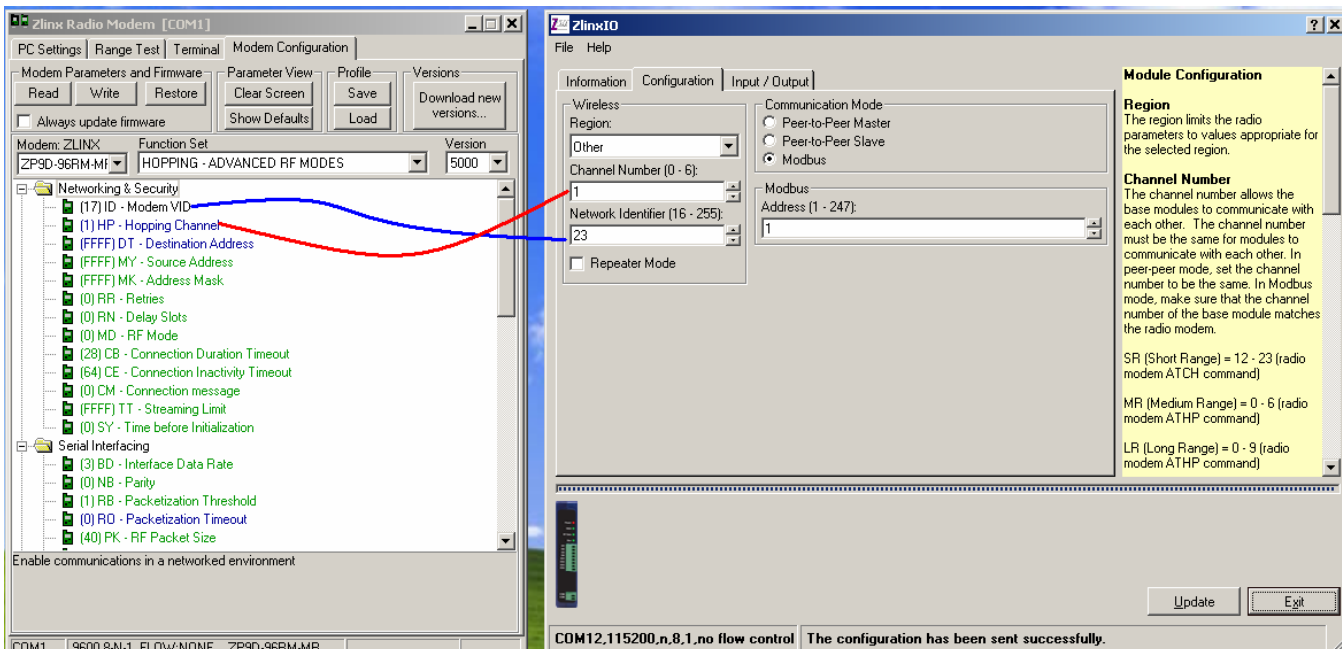 Zlinx Radio Modem [COM1]
PC Settings Range Test Terminal Modem Configuration
Modem Parameters and Firmware Parameter View Profile Versions
Read Write Restore Clear Screen Save Download new versions...
Always update firmware Show Defaults Load
Modem: ZLINX Function Set Version
ZP9D-96RM-MF HOPPING - ADVANCED RF MODES 5000
Networking & Security
(17) ID - Modem VID
(1) HP - Hopping Channel
(FFFF) DT - Destination Address
(FFFF) MY - Source Address
(FFFF) MK - Address Mask
(0) RR - Retries
(0) RN - Delay Slots
(0) MD - RF Mode
(28) CB - Connection Duration Timeout
(64) CE - Connection Inactivity Timeout
(0) CM - Connection message
(FFFF) TT - Streaming Limit
(0) SY - Time before Initialization
Serial Interfacing
(3) BD - Interface Data Rate
(0) NB - Parity
(1) RB - Packetization Threshold
(0) RO - Packetization Timeout
(40) PK - RF Packet Size
Enable communications in a networked environment
COM1 9600 8-N-1 FLOW:NONE ZP9D-96RM-MR
ZlinxIO
File Help
Information Configuration Input / Output
Wireless
Region:
Other
Channel Number (0 - 6):
1
Network Identifier (16 - 255):
23
Repeater Mode
Communication Mode
Peer-to-Peer Master
Peer-to-Peer Slave
Modbus
Modbus
Address (1 - 247):
1
Module Configuration
Region
The region limits the radio
parameters to values appropriate for
the selected region.
Channel Number
The channel number allows the
base modules to communicate with
each other. The channel number
must be the same for modules to
communicate with each other. In
peer-peer mode, set the channel
number to be the same. In Modbus
mode, make sure that the channel
number of the base module matches
the radio modem.
SR (Short Range) = 12 - 23 (radio
modem ATCH command)
MR (Medium Range) = 0 - 6 (radio
modem ATHP command)
LR (Long Range) = 0 - 9 (radio
modem ATHP command)
Update Exit
COM12,115200,n,8,1,no flow control The configuration has been sent successfully.